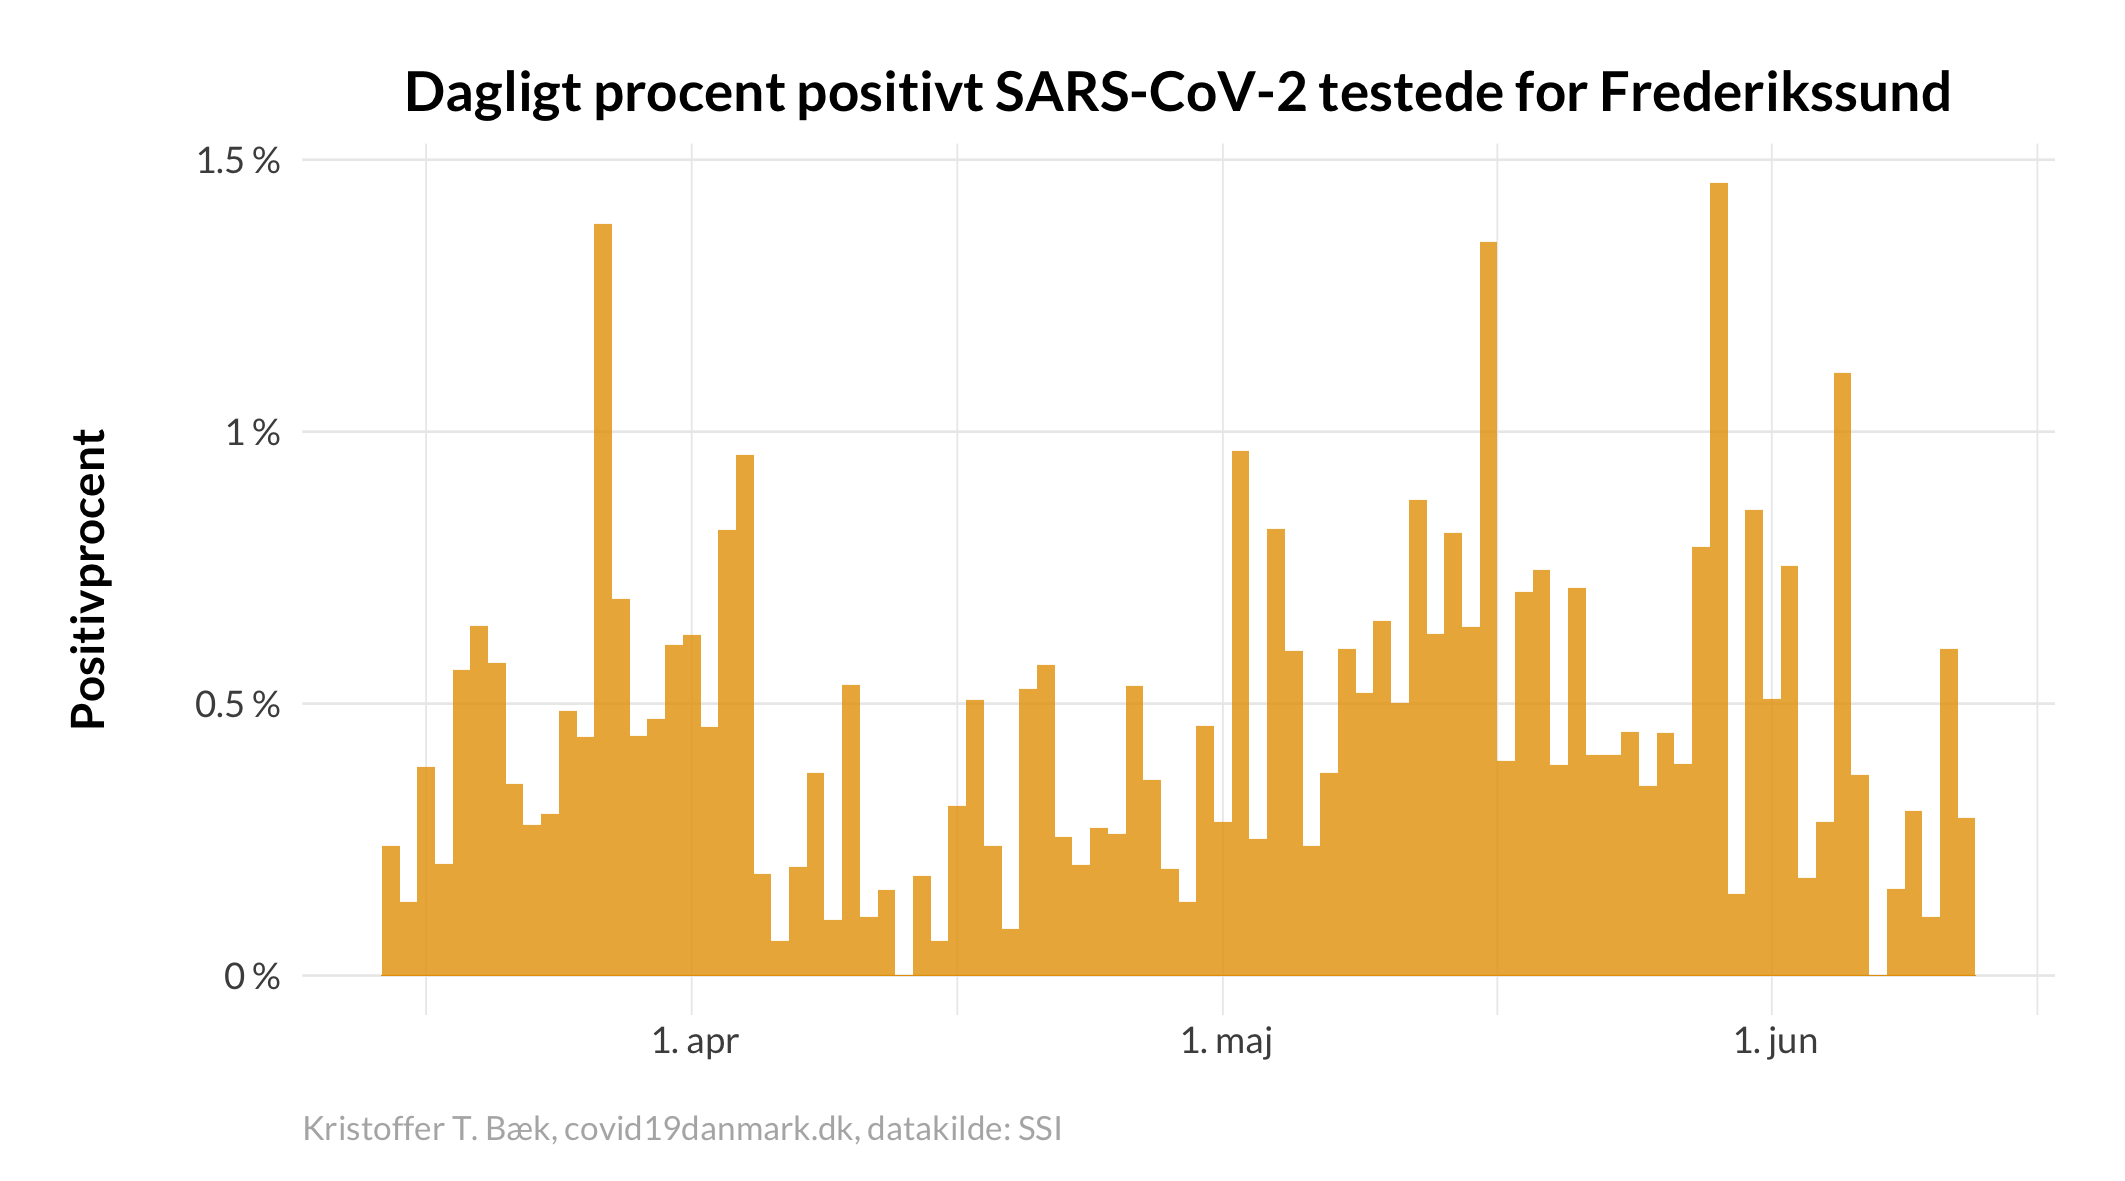 Dagligt procent positivt SARS-CoV-2 testede for Frederikssund
1.5 %
1 %
0.5 %
0 %
Positivprocent
1. apr
1. maj
1. jun
Kristoffer T. Bæk, covid19danmark.dk, datakilde: SSI